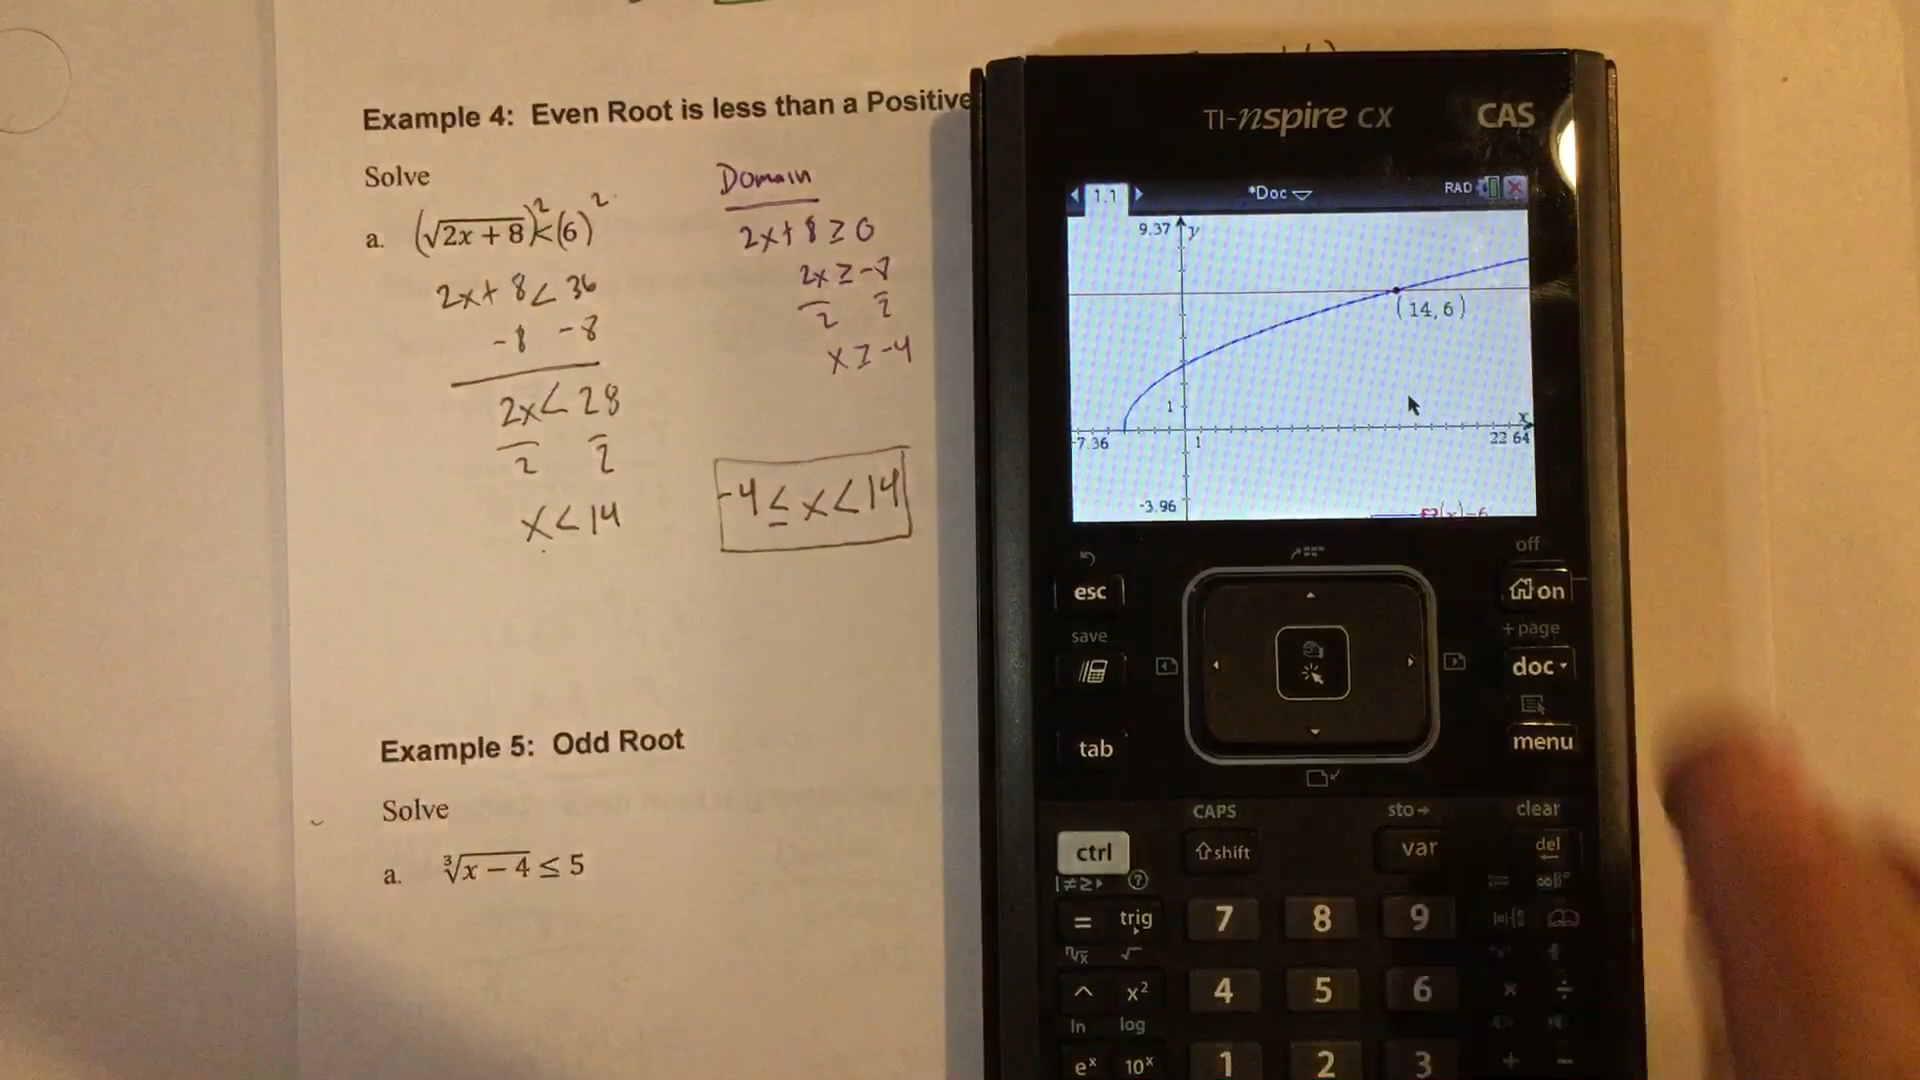 Example 4: Even Root is less than a Positive
Solve
Domain
a. (√2x + 8)² < (6)²
2x + 8 < 36
-8 -8
2x < 28
2 2
x < 14
2x + 8 ≥ 0
2x ≥ -8
2 2
x ≥ -4
-4 ≤ x < 14
Example 5: Odd Root
Solve
a. ∛x − 4 ≤ 5
TI-nspire CX CAS
1.1 *Doc RAD
9.37 y
(14,6)
1
x
-7.36 1 22.64
-3.96
off
esc on
save + page
doc
tab menu
CAPS sto→ clear
ctrl shift var del
|≠≥▸ ?
= trig 7 8 9
ⁿ√x √
^ x² 4 5 6 × ÷
ln log
eˣ 10ˣ 1 2 3 + −